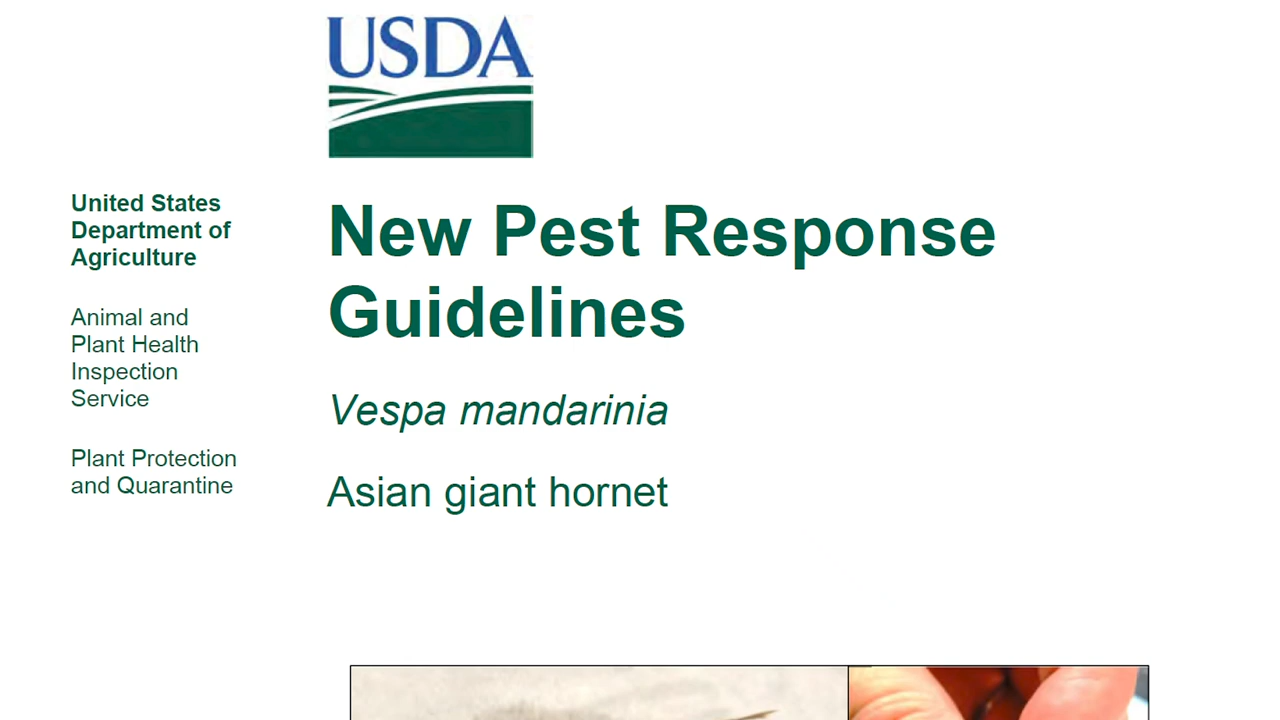 USDA
United States
Department of
Agriculture
Animal and
Plant Health
Inspection
Service
Plant Protection
and Quarantine
New Pest Response
Guidelines
Vespa mandarinia
Asian giant hornet